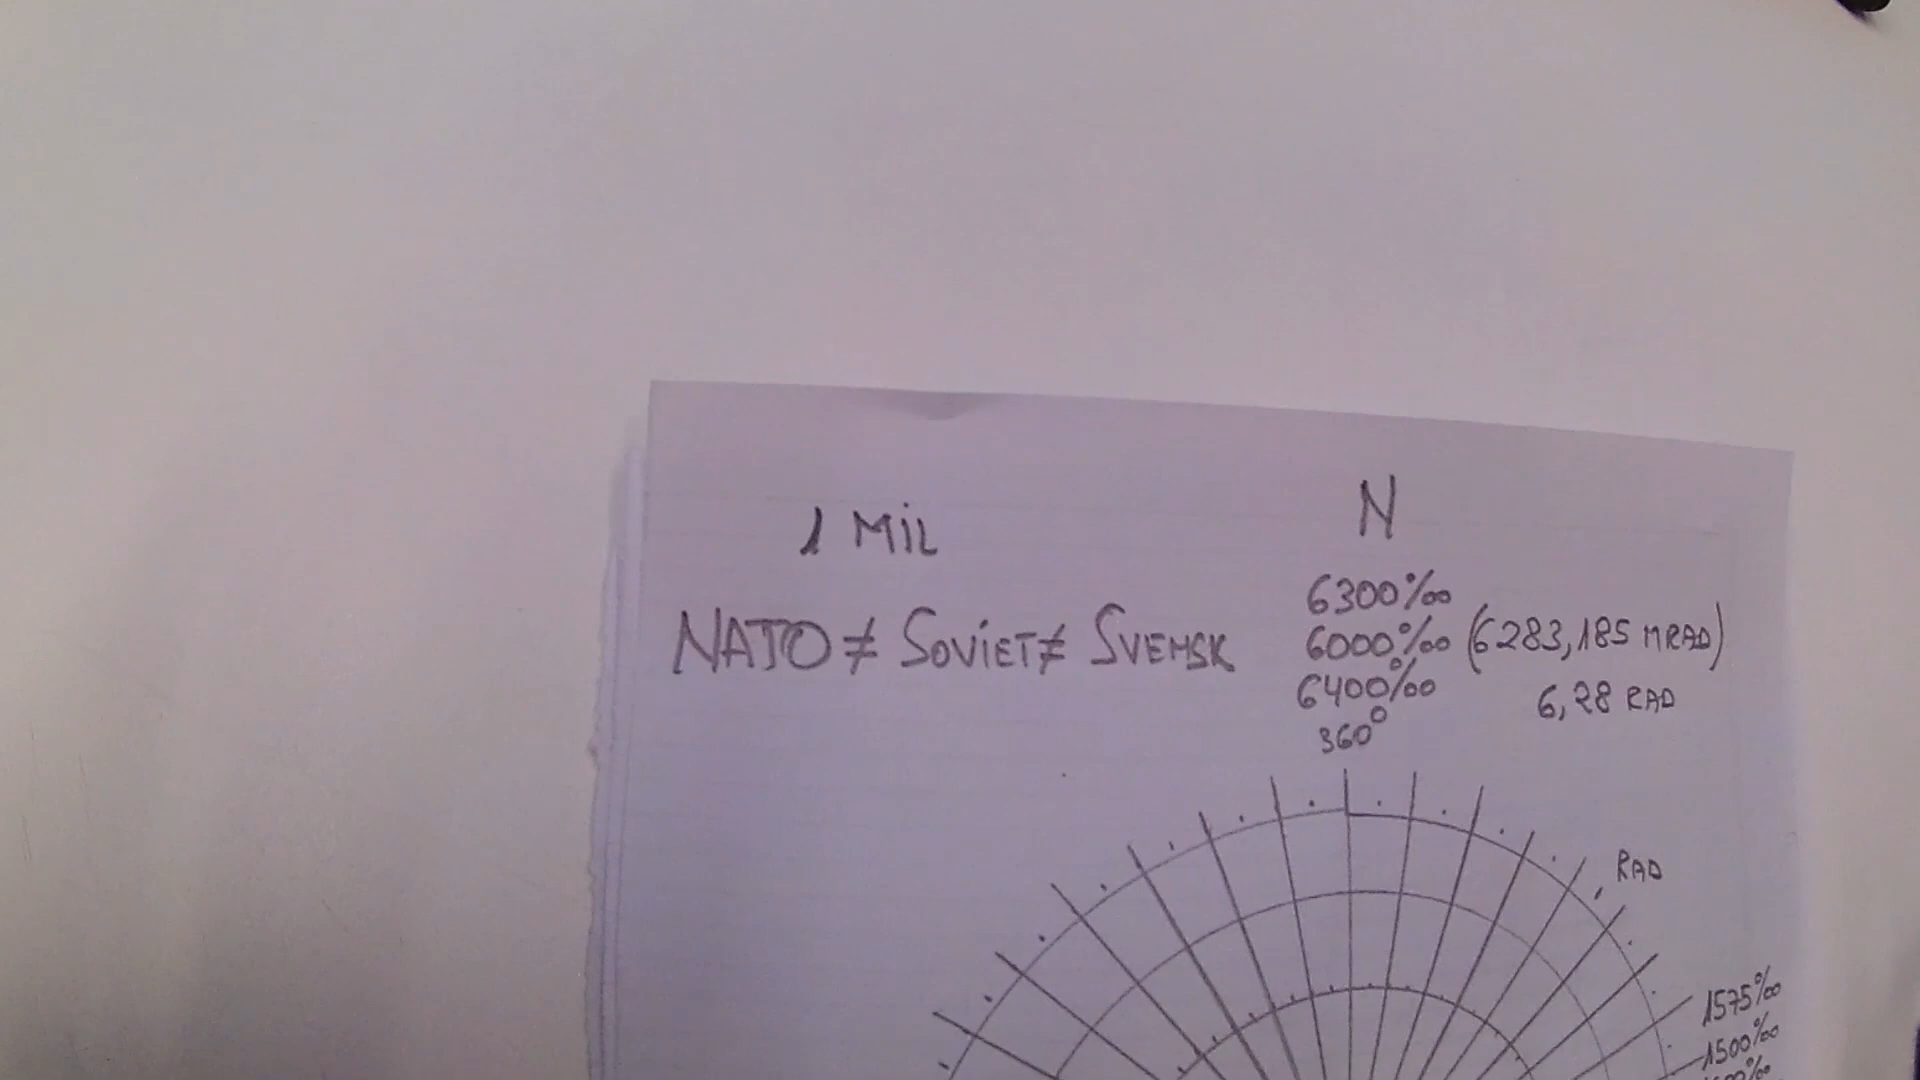 1 MIL
NATO ≠ SOVIET ≠ SVENSK
N
6300‰
6000‰ (6283,185 MRAD)
6400‰ 6,28 RAD
360°
RAD
1575‰
1500‰